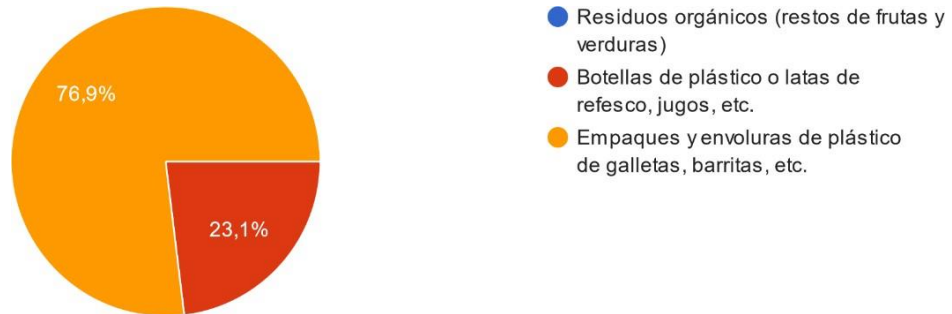 76,9%
23,1%
Residuos orgánicos (restos de frutas y
verduras)
Botellas de plástico o latas de
refesco, jugos, etc.
Empaques y envoluras de plástico
de galletas, barritas, etc.